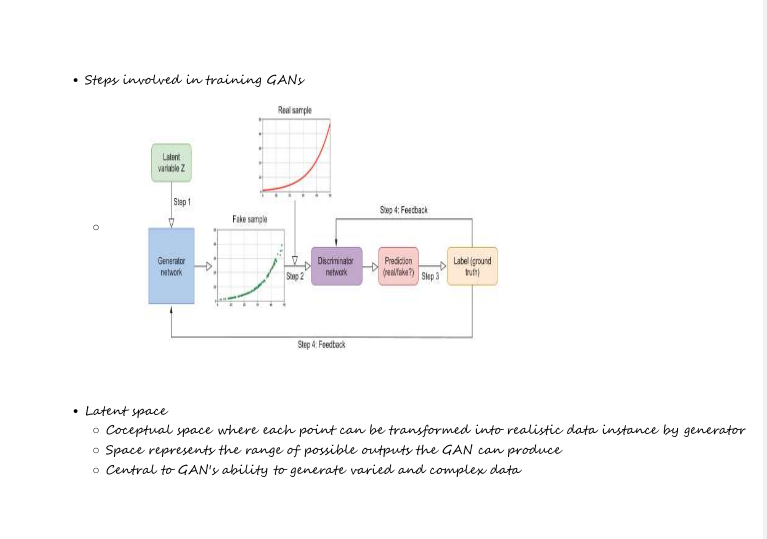 • Steps involved in training GANs
Real sample
Latent
variable Z
Step 1
Step 4: Feedback
Fake sample
Generator
network
Step 2
Discriminator
network
Prediction
(real/fake?)
Step 3
Label (ground
truth)
Step 4: Feedback
• Latent space
○ Coceptual space where each point can be transformed into realistic data instance by generator
○ Space represents the range of possible outputs the GAN can produce
○ Central to GAN's ability to generate varied and complex data